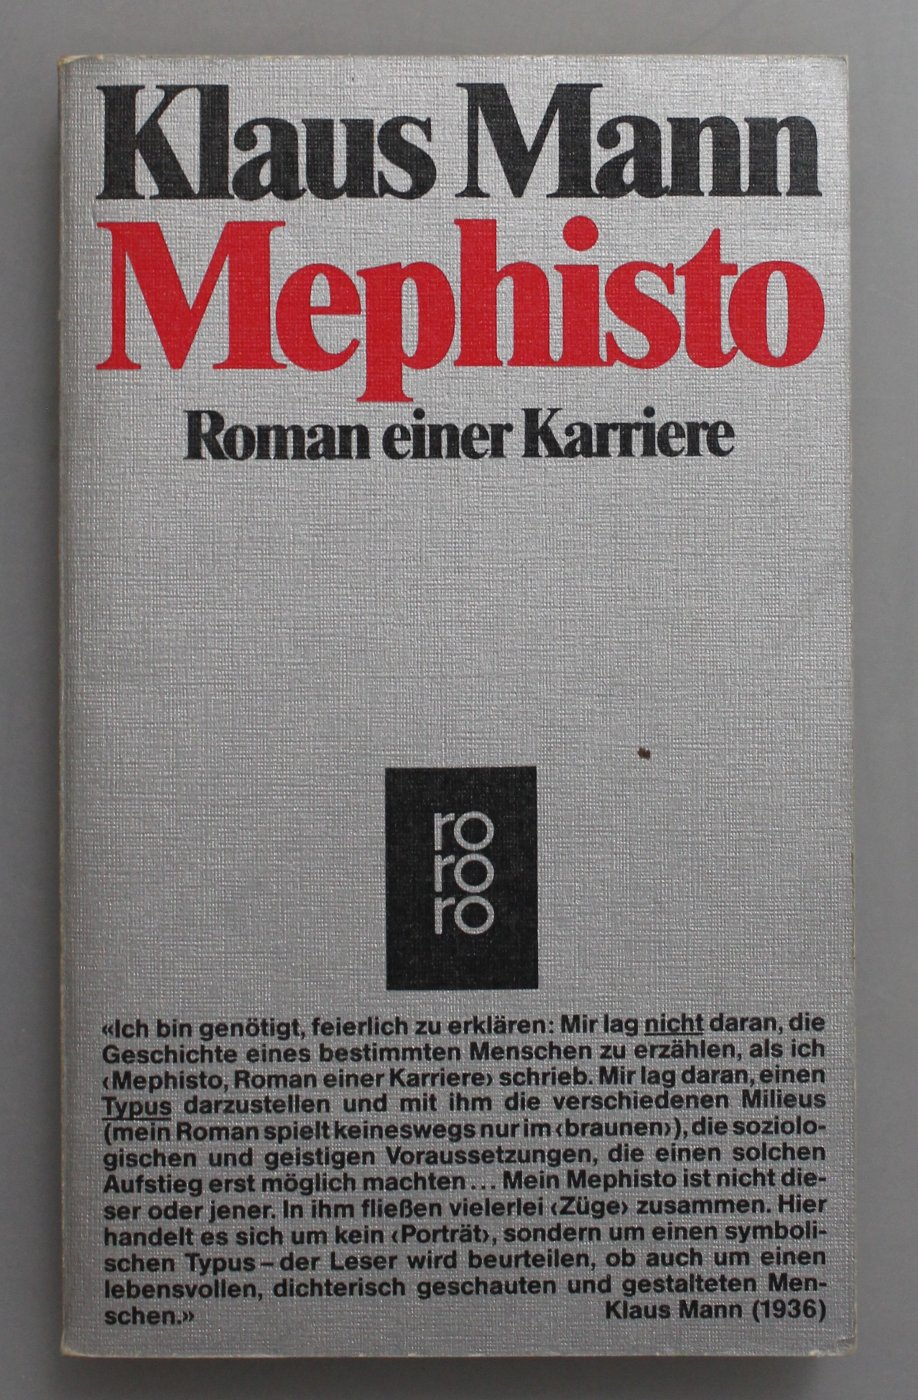 Klaus Mann
Mephisto
Roman einer Karriere
ro
ro
ro
«Ich bin genötigt, feierlich zu erklären: Mir lag nicht daran, die
Geschichte eines bestimmten Menschen zu erzählen, als ich
‹Mephisto, Roman einer Karriere› schrieb. Mir lag daran, einen
Typus darzustellen und mit ihm die verschiedenen Milieus
(mein Roman spielt keineswegs nur im ‹braunen›), die soziolo-
gischen und geistigen Voraussetzungen, die einen solchen
Aufstieg erst möglich machten... Mein Mephisto ist nicht die-
ser oder jener. In ihm fließen vielerlei ‹Züge› zusammen. Hier
handelt es sich um kein ‹Porträt›, sondern um einen symboli-
schen Typus – der Leser wird beurteilen, ob auch um einen
lebensvollen, dichterisch geschauten und gestalteten Men-
schen.» Klaus Mann (1936)